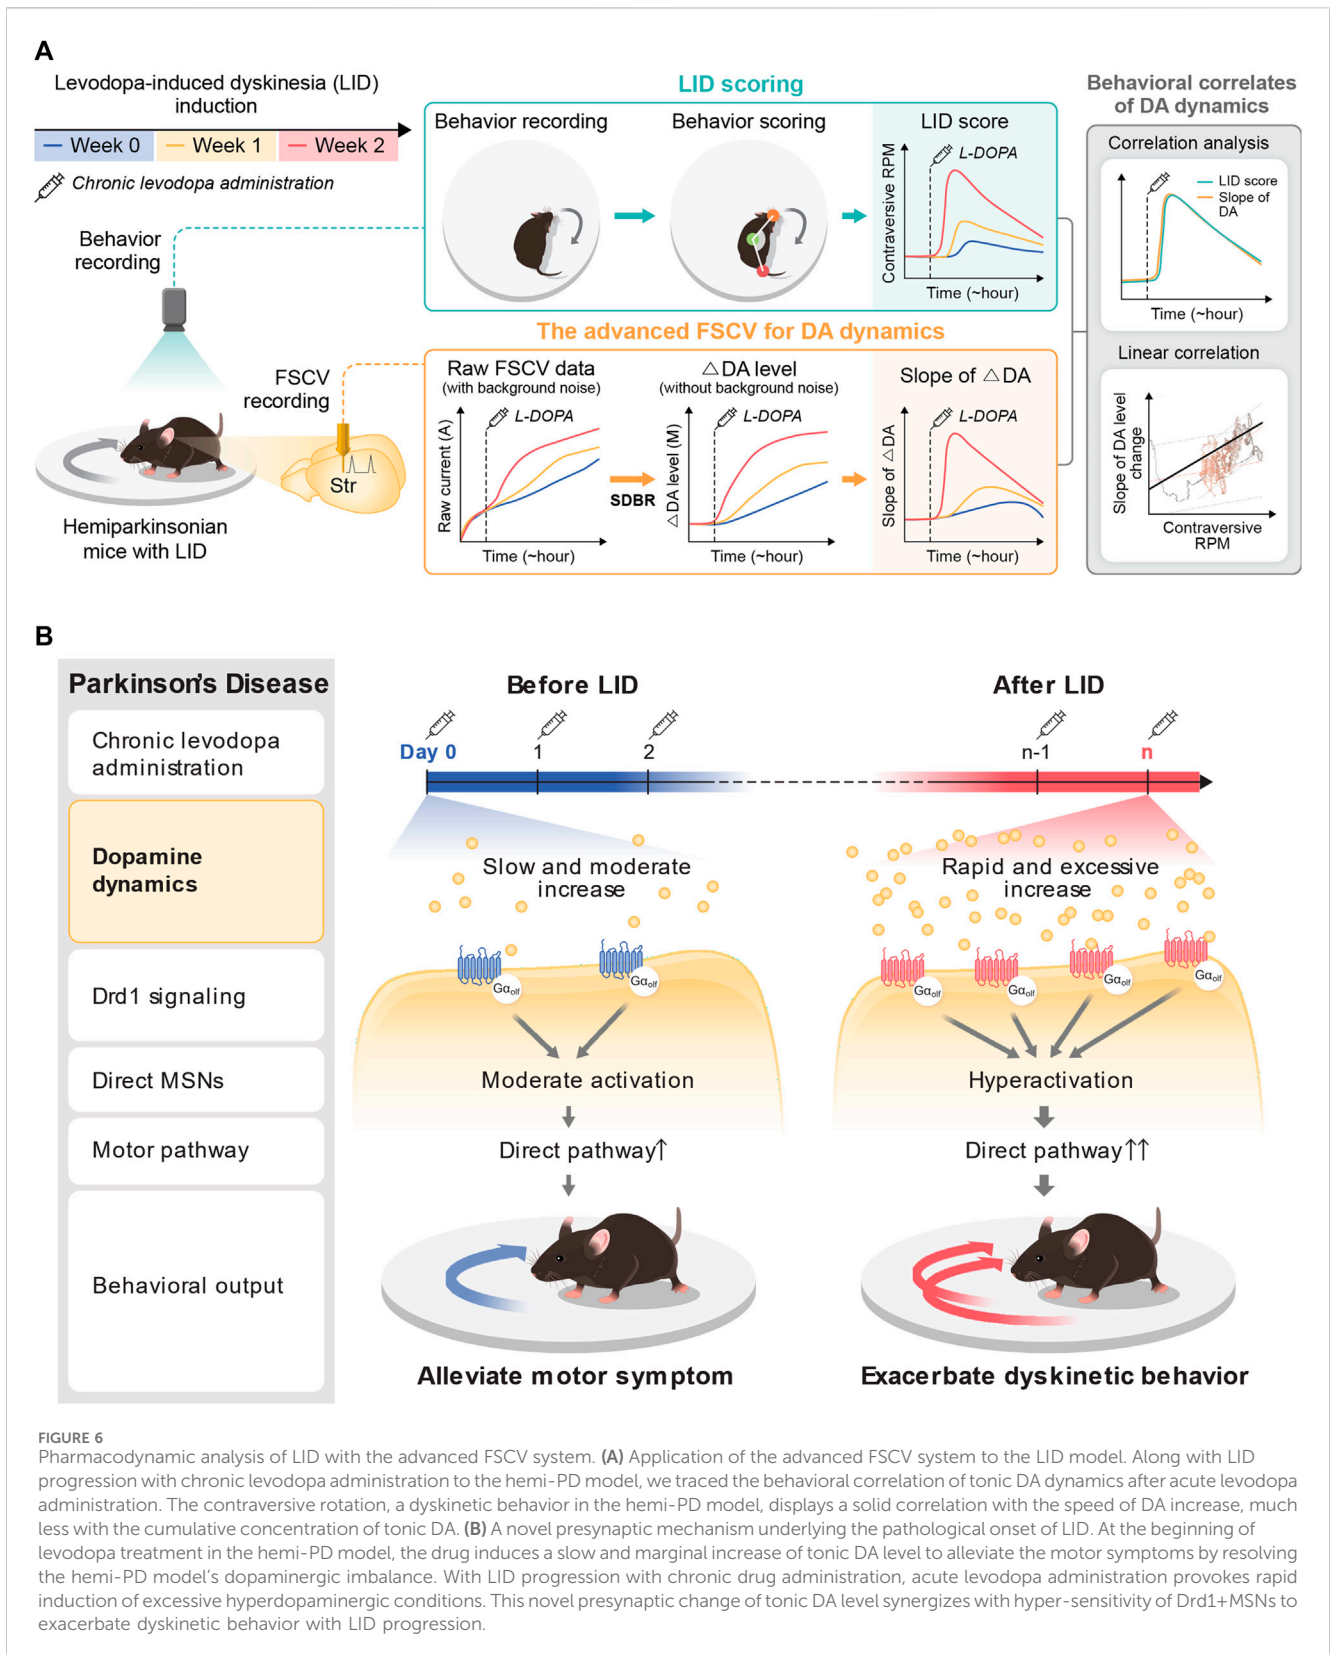 A
Levodopa-induced dyskinesia (LID)
induction
Week 0
Week 1
Week 2
Chronic levodopa administration
Behavior
recording
FSCV
recording
Str
Hemiparkinsonian
mice with LID
LID scoring
Behavior recording
Behavior scoring
LID score
Contraversive RPM
L-DOPA
Time (~hour)
The advanced FSCV for DA dynamics
Raw FSCV data
(with background noise)
Raw current (A)
L-DOPA
Time (~hour)
SDBR
△DA level
(without background noise)
△DA level (M)
L-DOPA
Time (~hour)
Slope of △DA
Slope of △DA
L-DOPA
Time (~hour)
Behavioral correlates
of DA dynamics
Correlation analysis
LID score
Slope of
DA
Time (~hour)
Linear correlation
Slope of DA level
change
Contraversive
RPM
B
Parkinson's Disease
Chronic levodopa
administration
Dopamine
dynamics
Drd1 signaling
Direct MSNs
Motor pathway
Behavioral output
Before LID
Day 0
1
2
Slow and moderate
increase
Gαolf
Gαolf
Moderate activation
Direct pathway↑
Alleviate motor symptom
After LID
n-1
n
Rapid and excessive
increase
Gαolf
Gαolf
Gαolf
Gαolf
Hyperactivation
Direct pathway↑↑
Exacerbate dyskinetic behavior
FIGURE 6
Pharmacodynamic analysis of LID with the advanced FSCV system. (A) Application of the advanced FSCV system to the LID model. Along with LID
progression with chronic levodopa administration to the hemi-PD model, we traced the behavioral correlation of tonic DA dynamics after acute levodopa
administration. The contraversive rotation, a dyskinetic behavior in the hemi-PD model, displays a solid correlation with the speed of DA increase, much
less with the cumulative concentration of tonic DA. (B) A novel presynaptic mechanism underlying the pathological onset of LID. At the beginning of
levodopa treatment in the hemi-PD model, the drug induces a slow and marginal increase of tonic DA level to alleviate the motor symptoms by resolving
the hemi-PD model's dopaminergic imbalance. With LID progression with chronic drug administration, acute levodopa administration provokes rapid
induction of excessive hyperdopaminergic conditions. This novel presynaptic change of tonic DA level synergizes with hyper-sensitivity of Drd1+MSNs to
exacerbate dyskinetic behavior with LID progression.